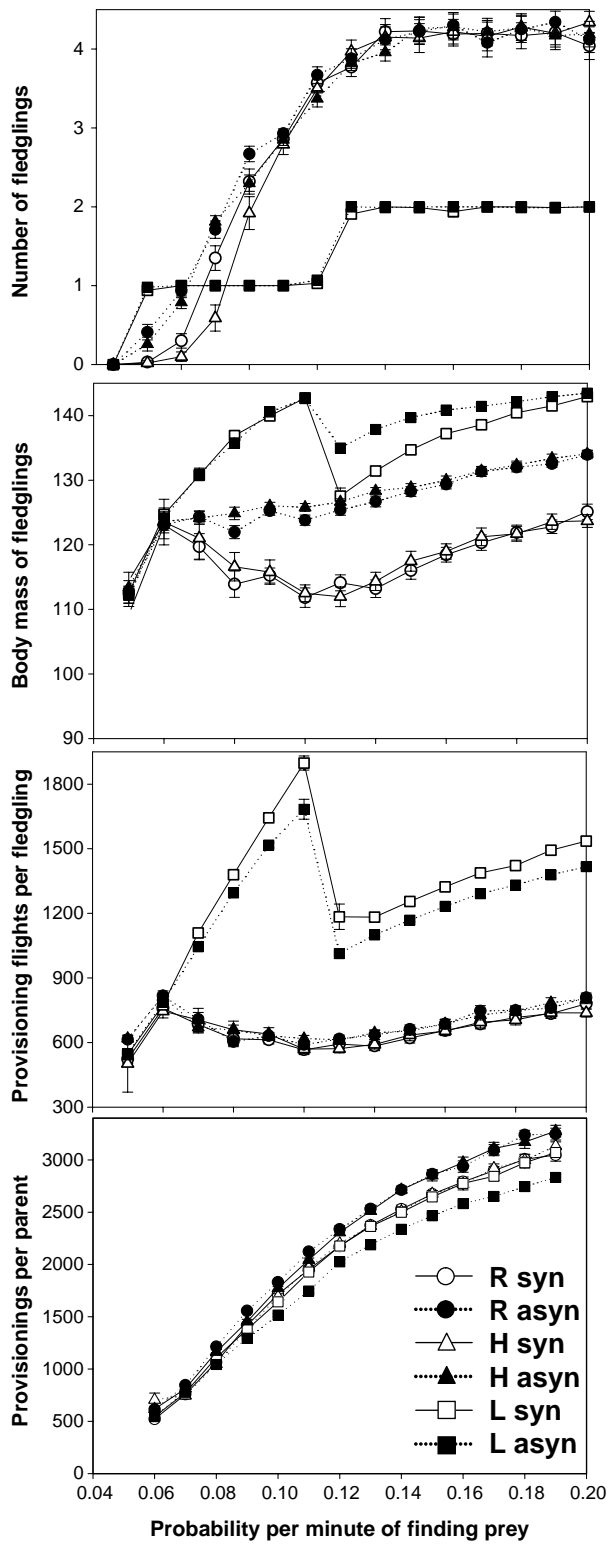 Number of fledglings
4
3
2
1
0
Body mass of fledglings
140
130
120
110
100
90
Provisioning flights per fledgling
1800
1500
1200
900
600
300
Provisionings per parent
3000
2500
2000
1500
1000
500
0
R syn
R asyn
H syn
H asyn
L syn
L asyn
0.04 0.06 0.08 0.10 0.12 0.14 0.16 0.18 0.20
Probability per minute of finding prey